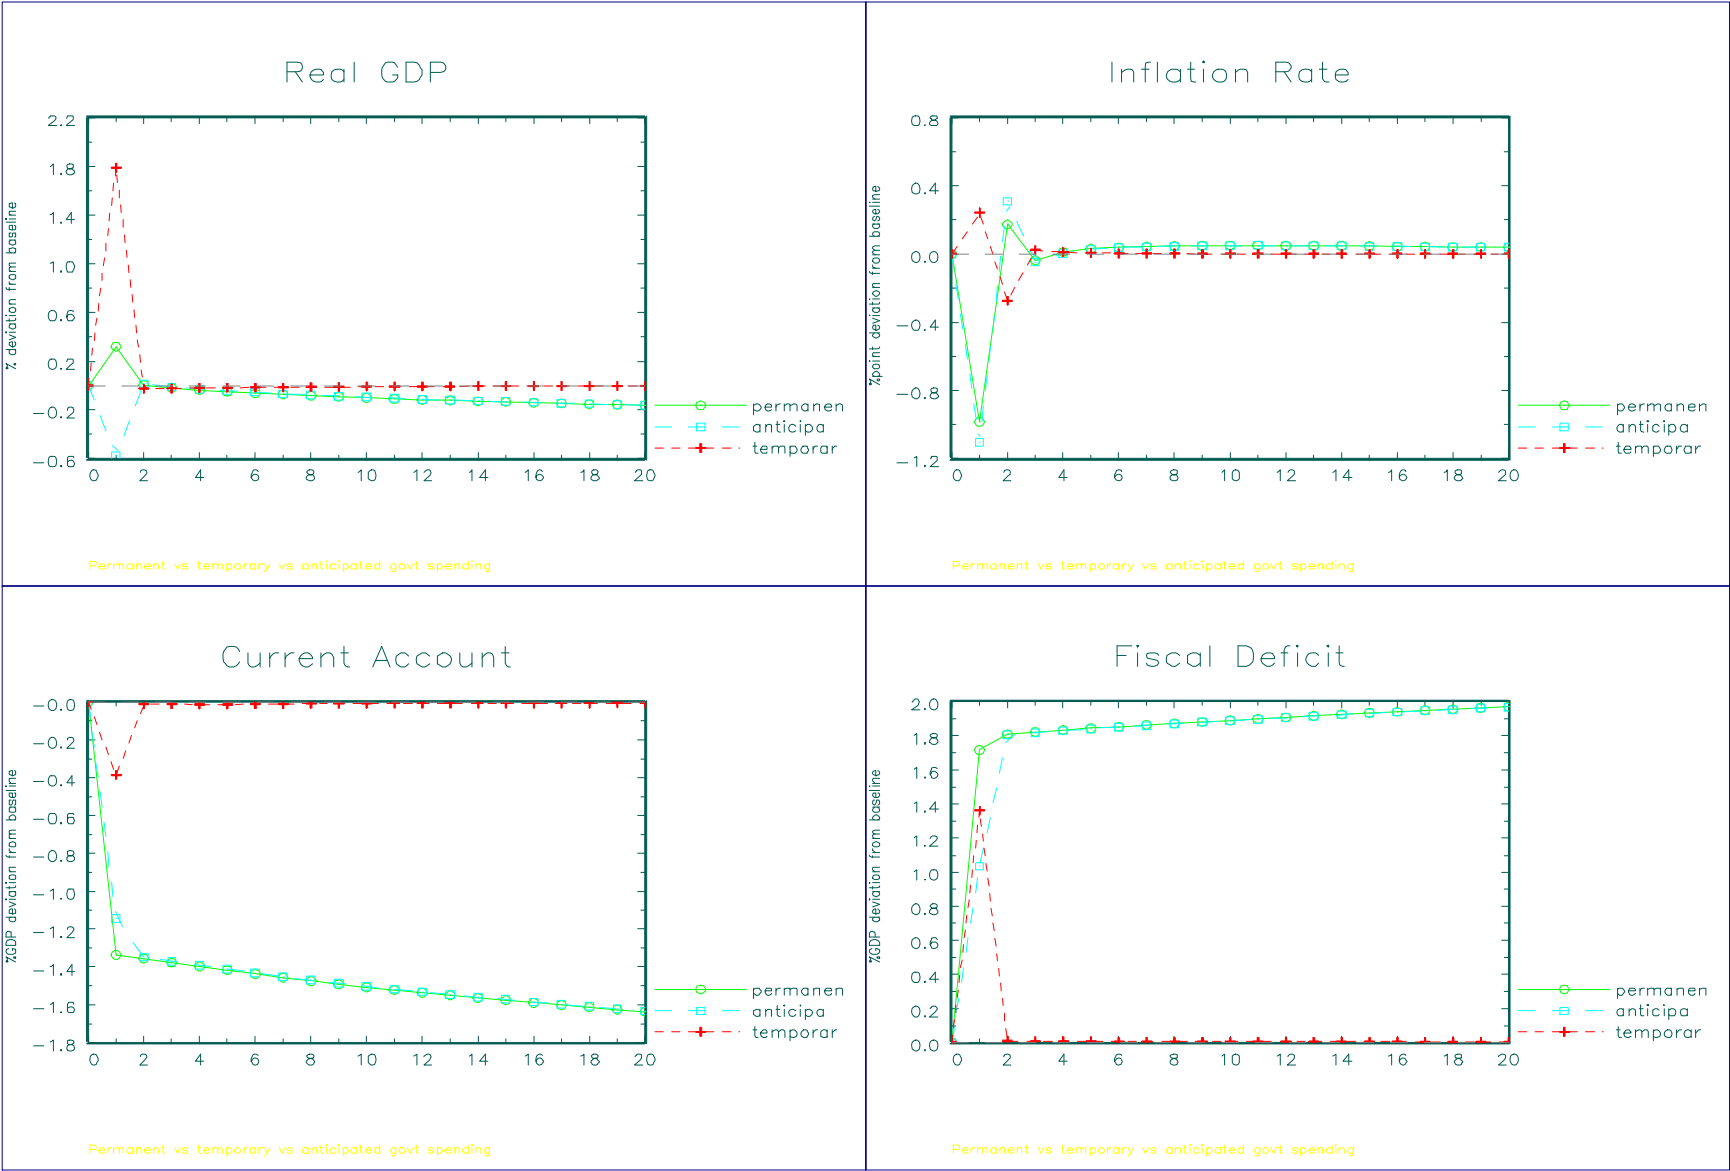 Real GDP
% deviation from baseline
2.2
1.8
1.4
1.0
0.6
0.2
−0.2
−0.6
0 2 4 6 8 10 12 14 16 18 20
permanen
anticipa
temporar
Permanent vs temporary vs anticipated govt spending
Inflation Rate
%point deviation from baseline
0.8
0.4
0.0
−0.4
−0.8
−1.2
0 2 4 6 8 10 12 14 16 18 20
permanen
anticipa
temporar
Permanent vs temporary vs anticipated govt spending
Current Account
%GDP deviation from baseline
−0.0
−0.2
−0.4
−0.6
−0.8
−1.0
−1.2
−1.4
−1.6
−1.8
0 2 4 6 8 10 12 14 16 18 20
permanen
anticipa
temporar
Permanent vs temporary vs anticipated govt spending
Fiscal Deficit
%GDP deviation from baseline
2.0
1.8
1.6
1.4
1.2
1.0
0.8
0.6
0.4
0.2
0.0
0 2 4 6 8 10 12 14 16 18 20
permanen
anticipa
temporar
Permanent vs temporary vs anticipated govt spending